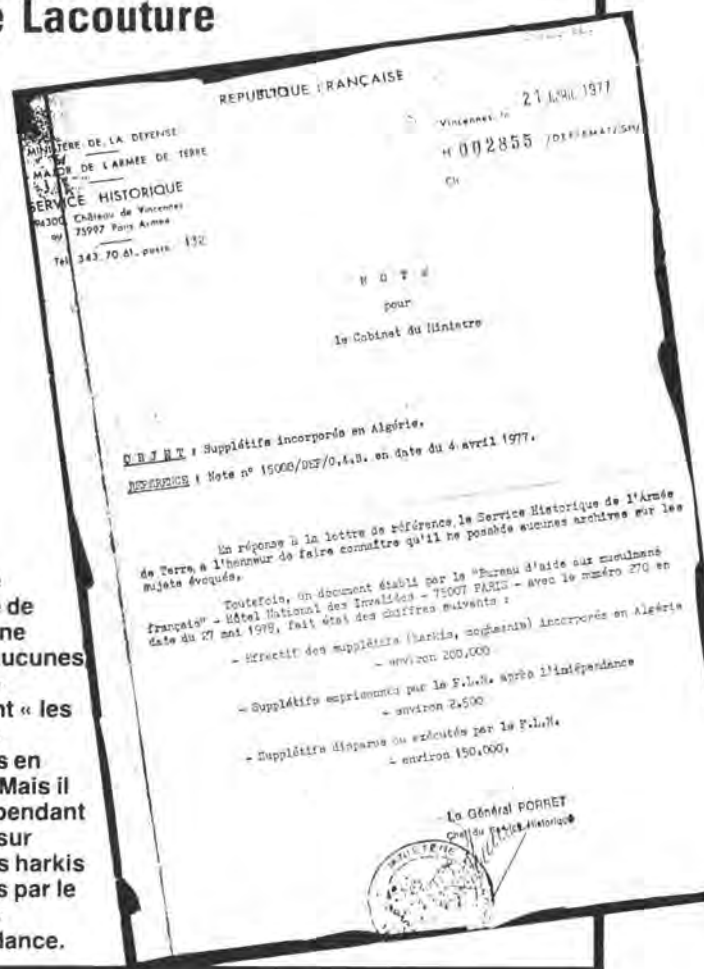 e Lacouture
REPUBLIQUE FRANÇAISE
MINISTERE DE LA DEFENSE
MAJOR DE L'ARMÉE DE TERRE
SERVICE HISTORIQUE
94300 Château de Vincennes
ou 75997 Paris Armées
Tél. 343.70.61. poste 132
Vincennes, le 21 AVRIL 1977
N° 002855
NOTE
pour
le Cabinet du Ministre
OBJET : Supplétifs incorporés en Algérie.
REFERENCE : Note n° en date du 4 avril 1977.
En réponse à la lettre de référence, le Service Historique de l'Armée
de Terre, a l'honneur de faire connaître qu'il ne possède aucunes archives sur les
sujets évoqués.
Toutefois, un document établi par le "Bureau d'aide aux musulmans
français" - Hôtel National des Invalides - 75007 PARIS - avec le numéro 270 en
date du 27 mai 1975, fait état des chiffres suivants :
- Effectif des supplétifs (harkis, moghaznis) incorporés en Algérie
- environ 200.000
- Supplétifs emprisonnés par le F.L.N. après l'indépendance
- environ 2.500
- Supplétifs disparus ou exécutés par le F.L.N.
- environ 150.000.
Le Général PORRET
Chef du Service Historique
MINISTERE
de
ne
ucunes
nt « les
s en
Mais il
pendant
sur
s harkis
s par le
dance.